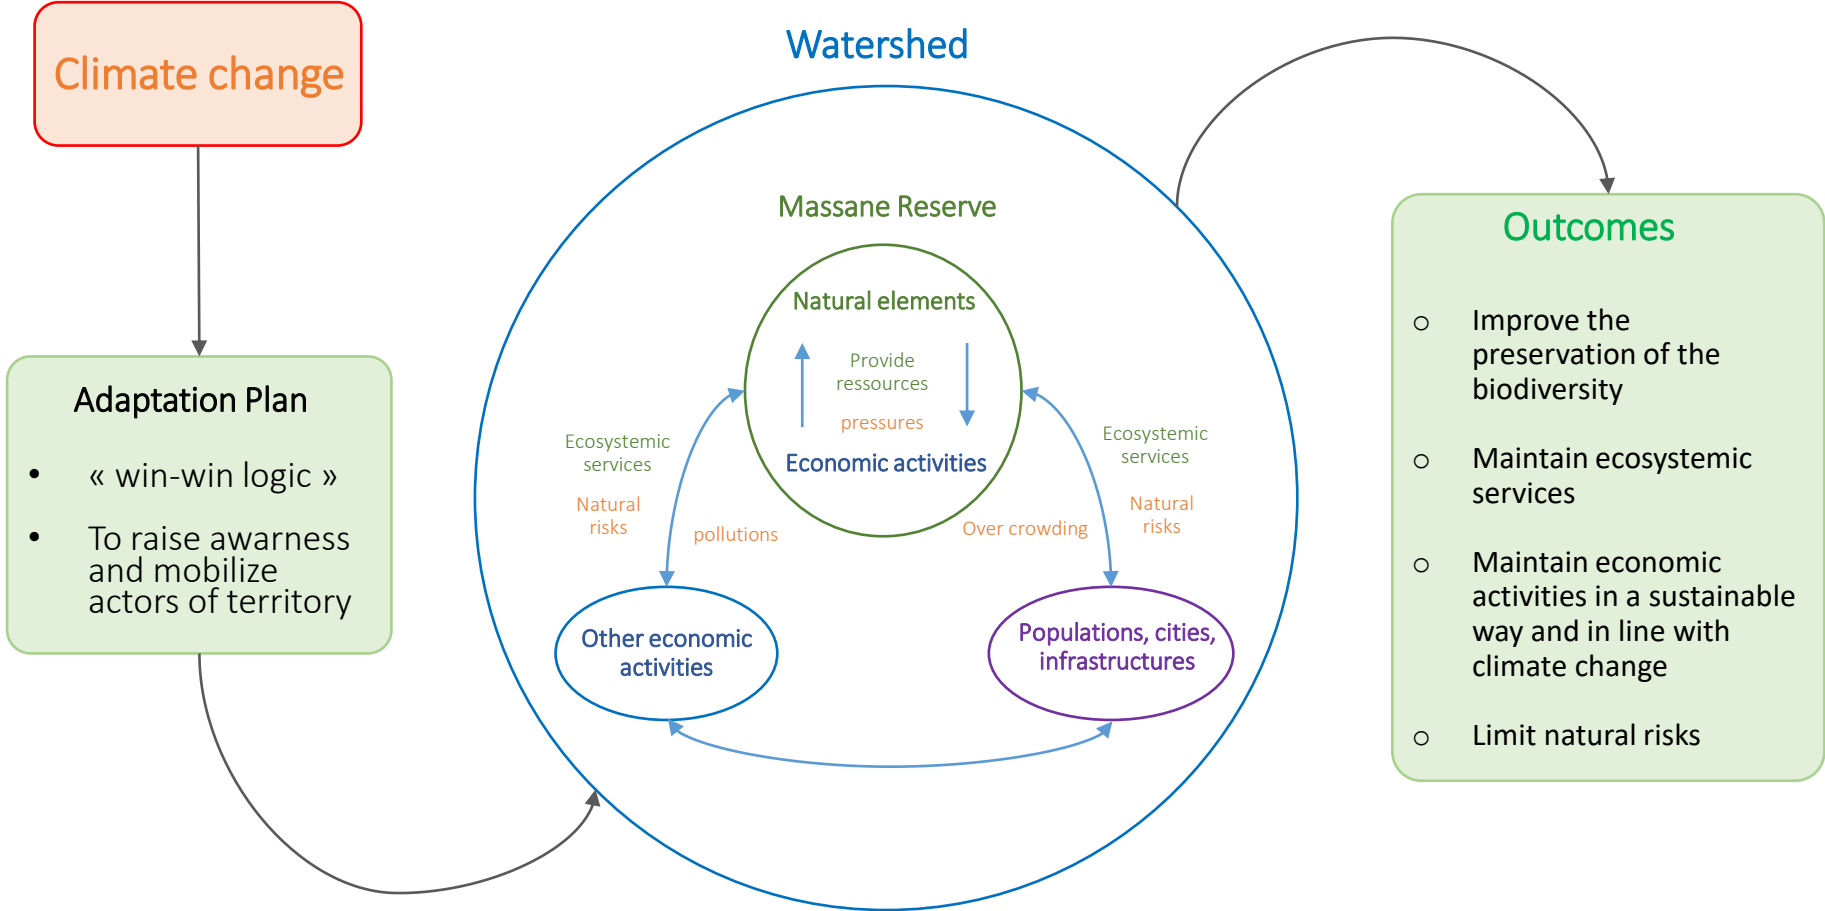 Climate change
Adaptation Plan
• « win-win logic »
• To raise awarness
and mobilize
actors of territory
Watershed
Massane Reserve
Natural elements
Provide
ressources
pressures
Economic activities
Ecosystemic
services
Natural
risks
pollutions
Over crowding
Ecosystemic
services
Natural
risks
Other economic
activities
Populations, cities,
infrastructures
Outcomes
o Improve the
preservation of the
biodiversity
o Maintain ecosystemic
services
o Maintain economic
activities in a sustainable
way and in line with
climate change
o Limit natural risks